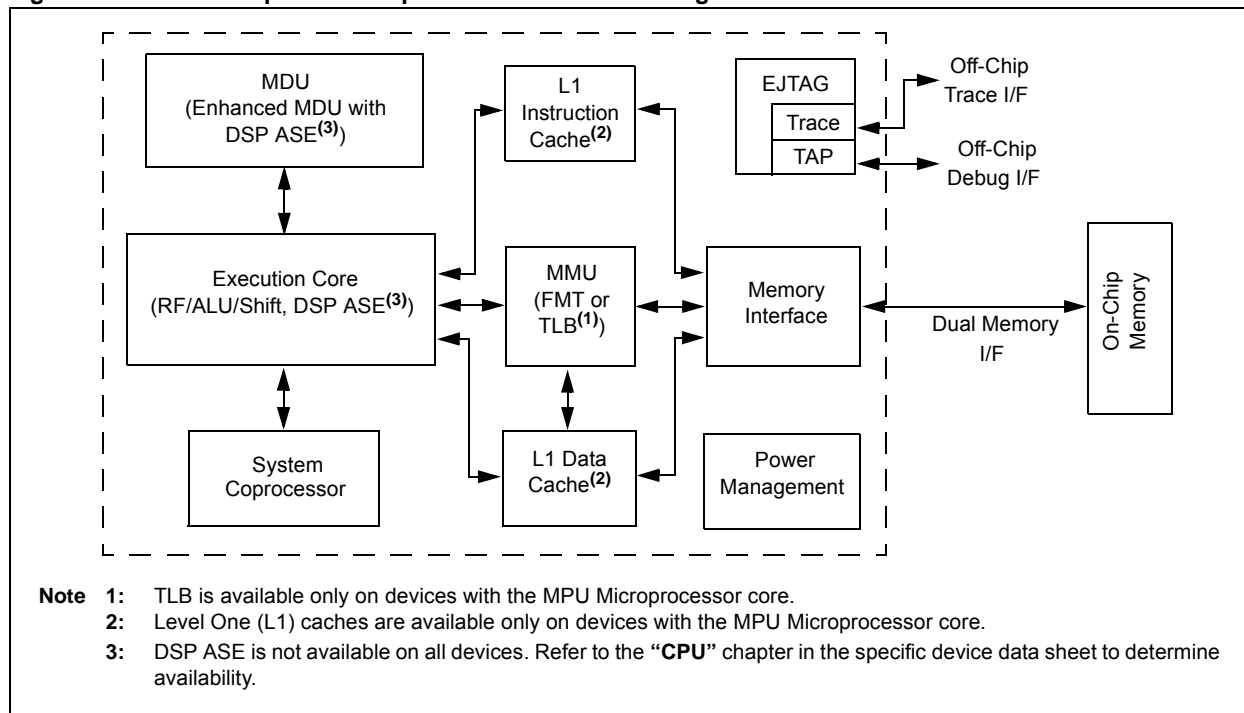 MDU
(Enhanced MDU with
DSP ASE(3))
L1
Instruction
Cache(2)
EJTAG
Trace
TAP
Off-Chip
Trace I/F
Off-Chip
Debug I/F
Execution Core
(RF/ALU/Shift, DSP ASE(3))
MMU
(FMT or
TLB(1))
Memory
Interface
Dual Memory
I/F
On-Chip
Memory
System
Coprocessor
L1 Data
Cache(2)
Power
Management
Note 1: TLB is available only on devices with the MPU Microprocessor core.
2: Level One (L1) caches are available only on devices with the MPU Microprocessor core.
3: DSP ASE is not available on all devices. Refer to the “CPU” chapter in the specific device data sheet to determine
availability.